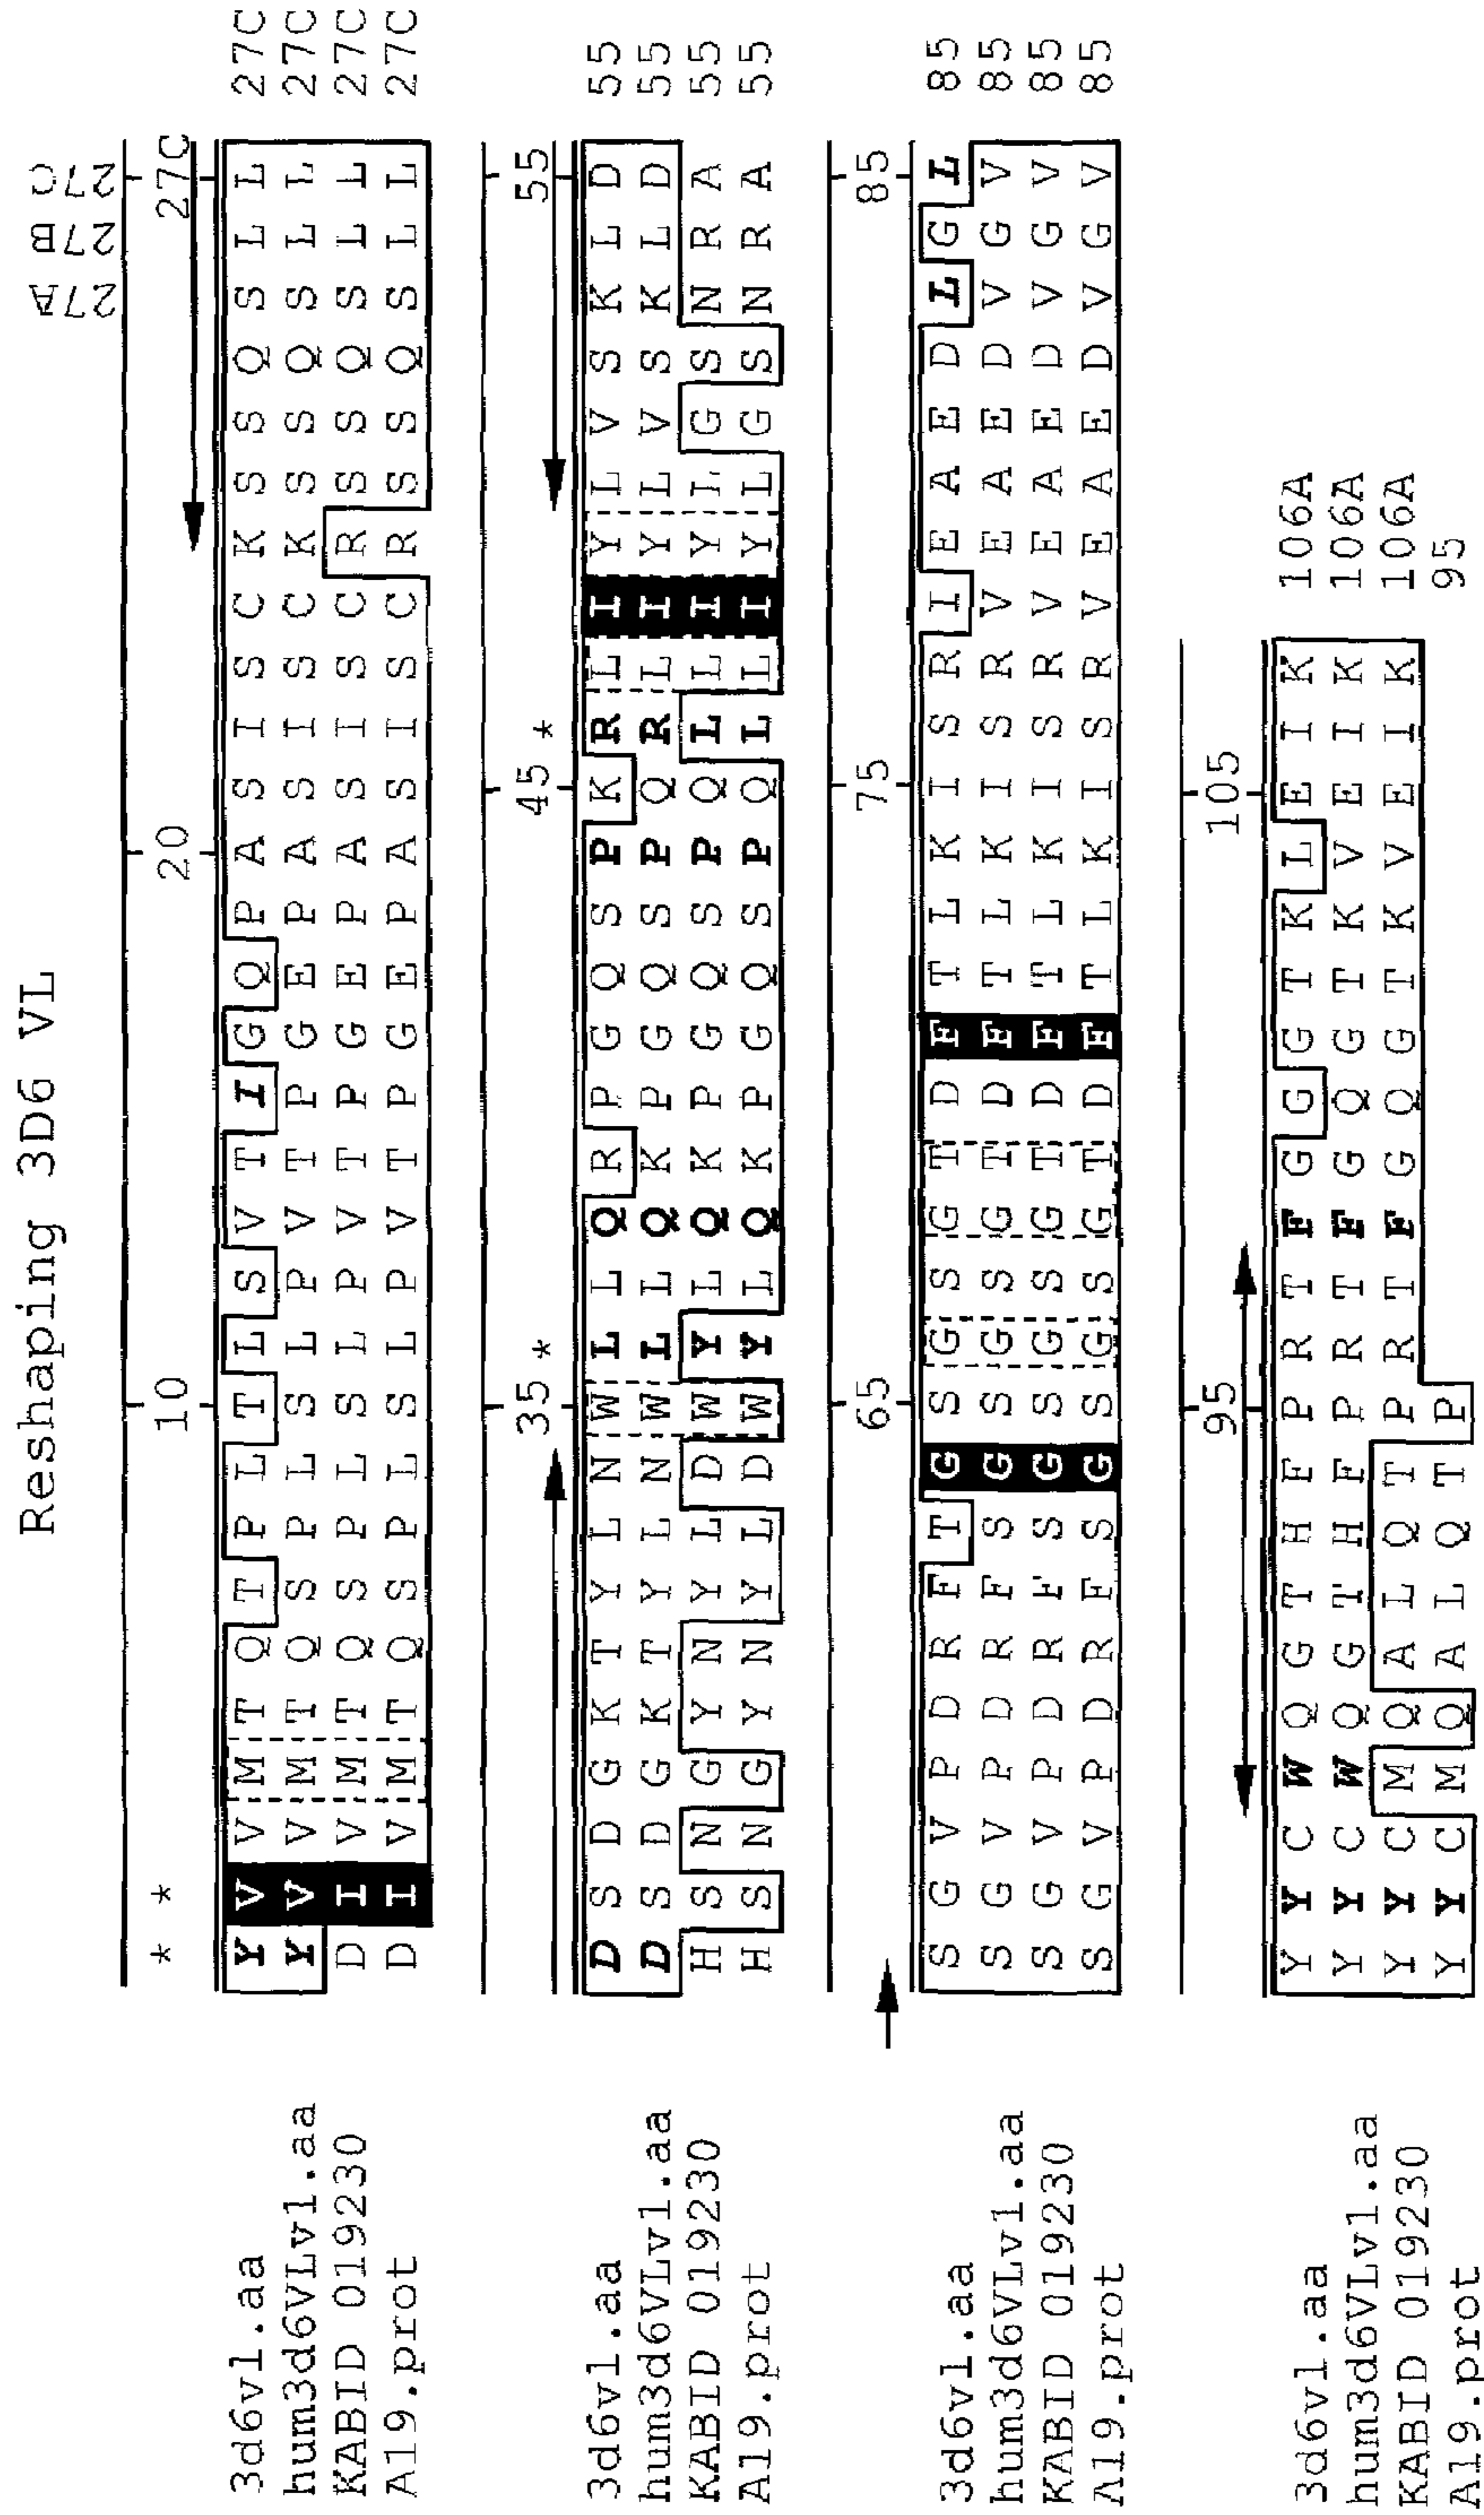 Reshaping 3D6 VL
27A 27B 27C
* * 10 20 27C
3d6vl.aa Y V V M T Q T P L T L S V T I G Q P A S I S C K S S Q S L L 27C
hum3d6VLv1.aa Y V V M T Q S P L S L P V T P G E P A S I S C K S S Q S L L 27C
KABID 019230 D I V M T Q S P L S L P V T P G E P A S I S C R S S Q S L L 27C
A19.prot D I V M T Q S P L S L P V T P G E P A S I S C R S S Q S L L 27C
35 * 45 * 55
3d6vl.aa D S D G K T Y L N W L L Q R P G Q S P K R L I Y L V S K L D 55
hum3d6VLv1.aa D S D G K T Y L N W L L Q K P G Q S P Q R L I Y L V S K L D 55
KABID 019230 H S N G Y N Y L D W Y L Q K P G Q S P Q L L I Y L G S N R A 55
A19.prot H S N G Y N Y L D W Y L Q K P G Q S P Q L L I Y L G S N R A 55
65 75 85
3d6vl.aa S G V P D R F T G S G S G T D F T L K I S R I E A E D L G L 85
hum3d6VLv1.aa S G V P D R F S G S G S G T D F T L K I S R V E A E D V G V 85
KABID 019230 S G V P D R F S G S G S G T D F T L K I S R V E A E D V G V 85
A19.prot S G V P D R F S G S G S G T D F T L K I S R V E A E D V G V 85
95 105
3d6vl.aa Y Y C W Q G T H F P R T F G G G T K L E I K 106A
hum3d6VLv1.aa Y Y C W Q G T H F P R T F G Q G T K V E I K 106A
KABID 019230 Y Y C M Q A L Q T P R T F G Q G T K V E I K 106A
A19.prot Y Y C M Q A L Q T P 95